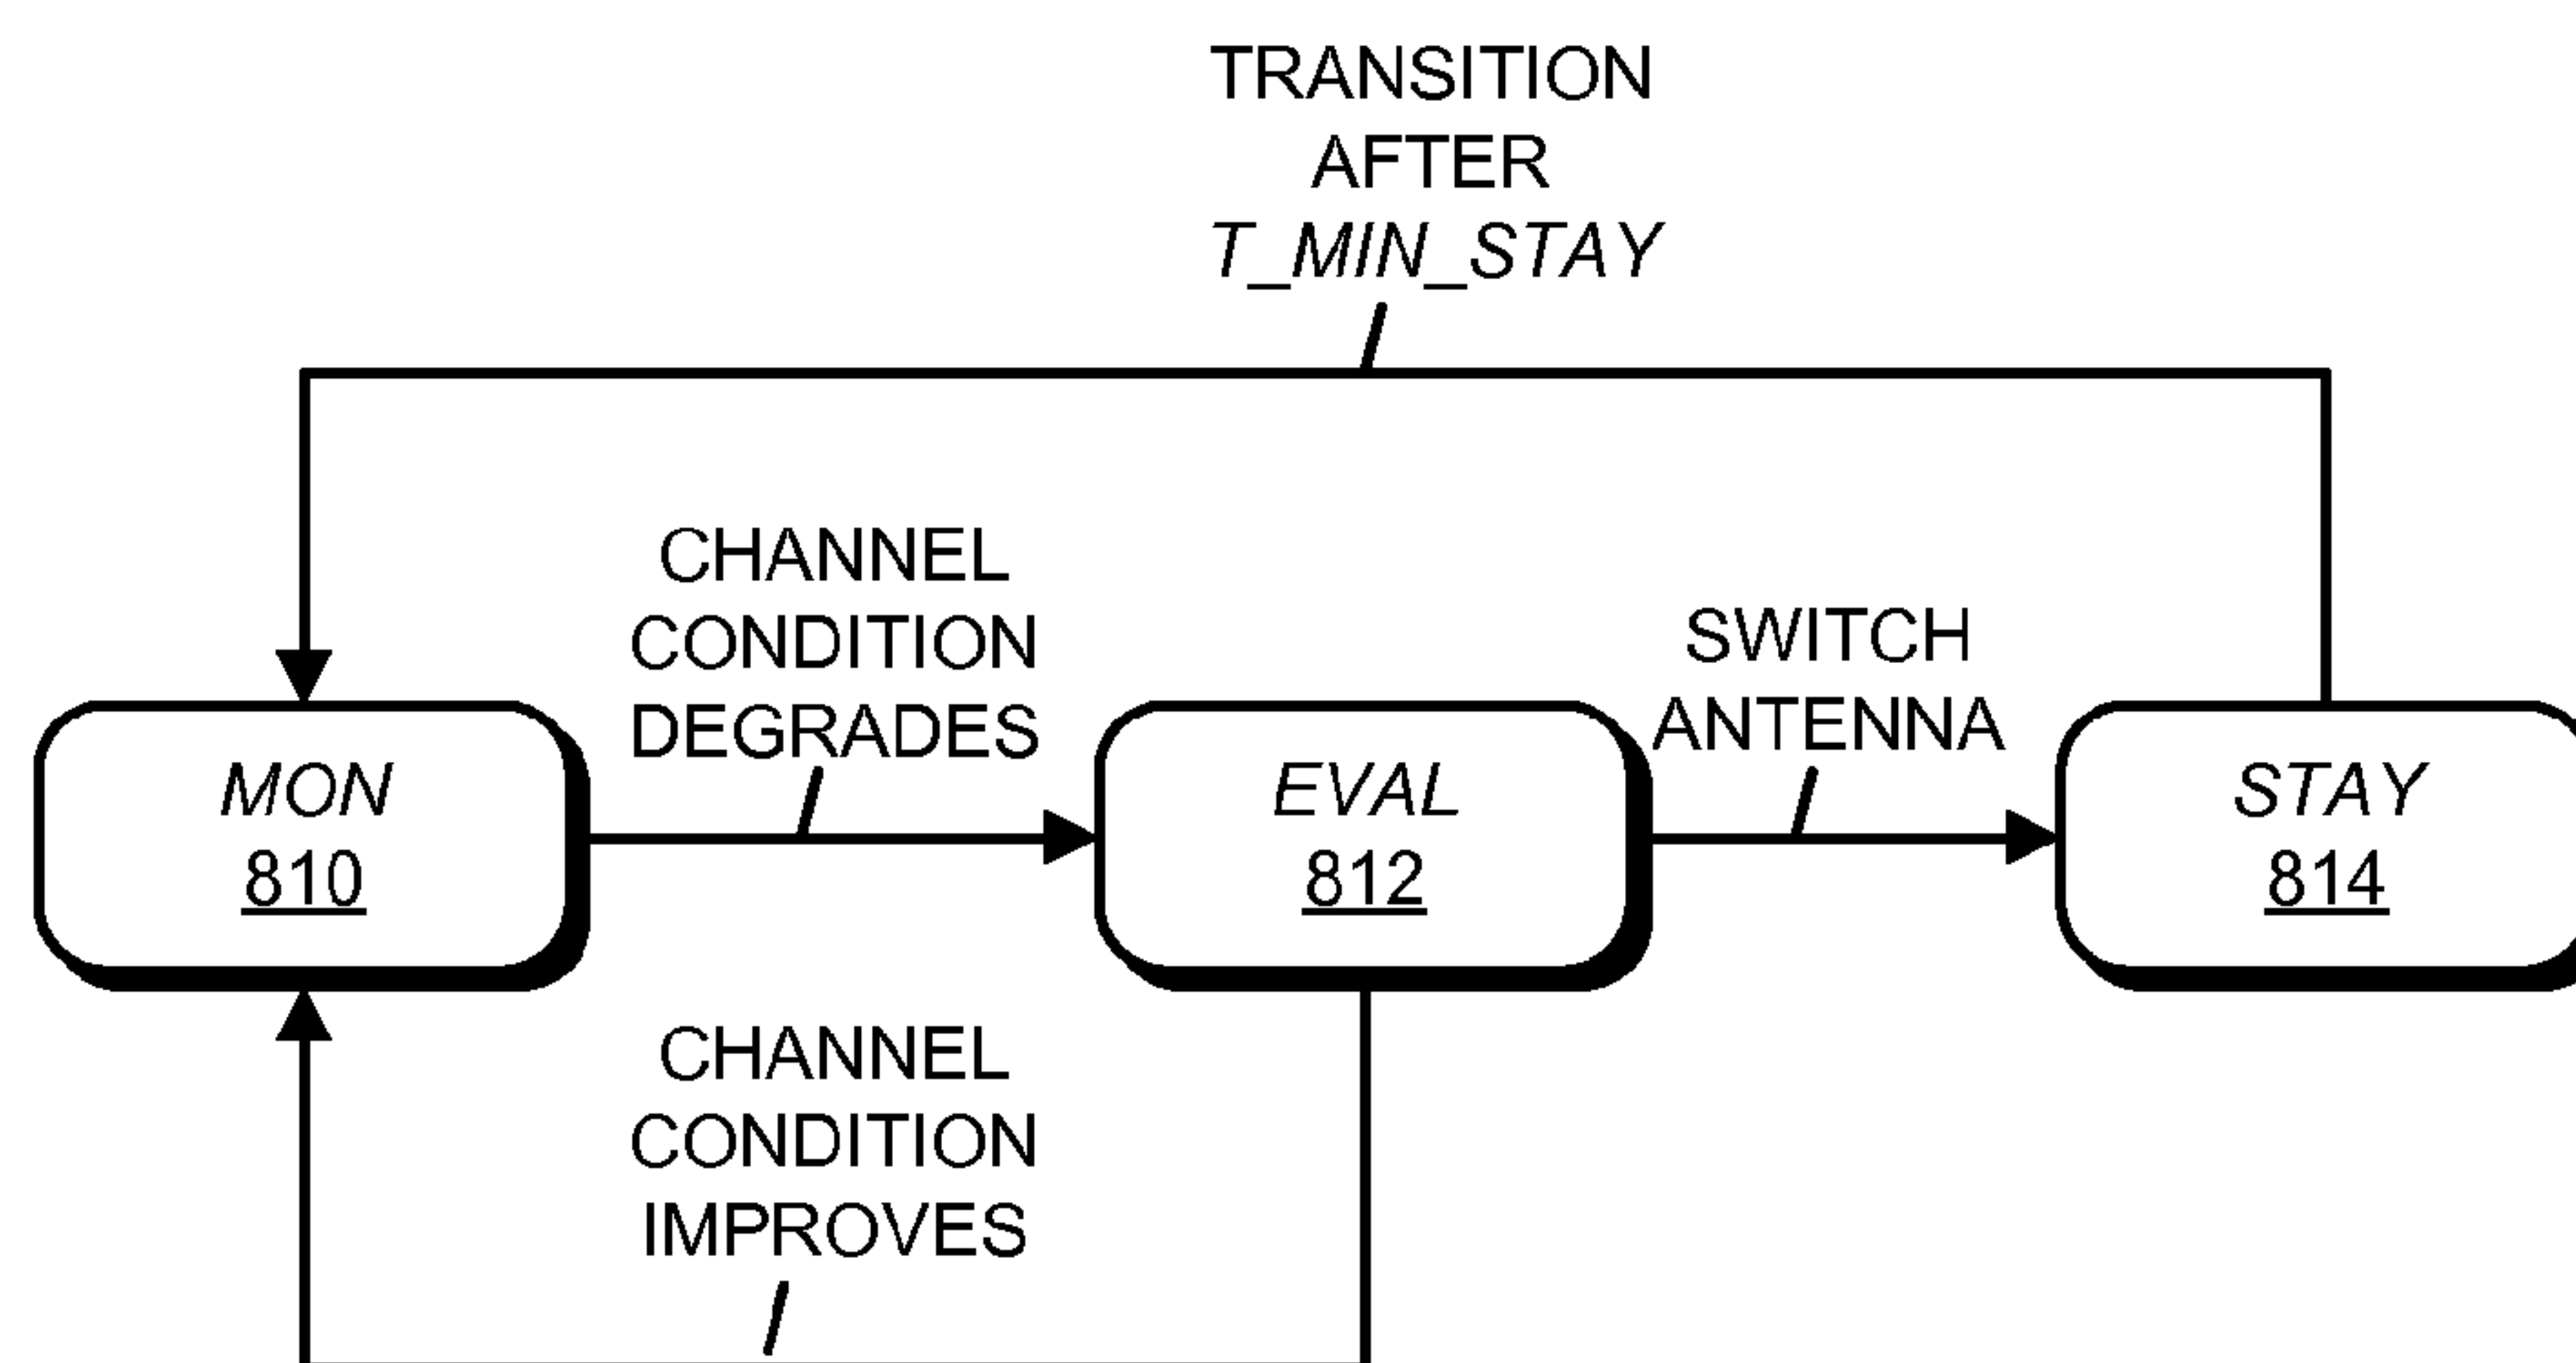 TRANSITION
AFTER
T_MIN_STAY
CHANNEL
CONDITION
DEGRADES
SWITCH
ANTENNA
MON
810
EVAL
812
STAY
814
CHANNEL
CONDITION
IMPROVES